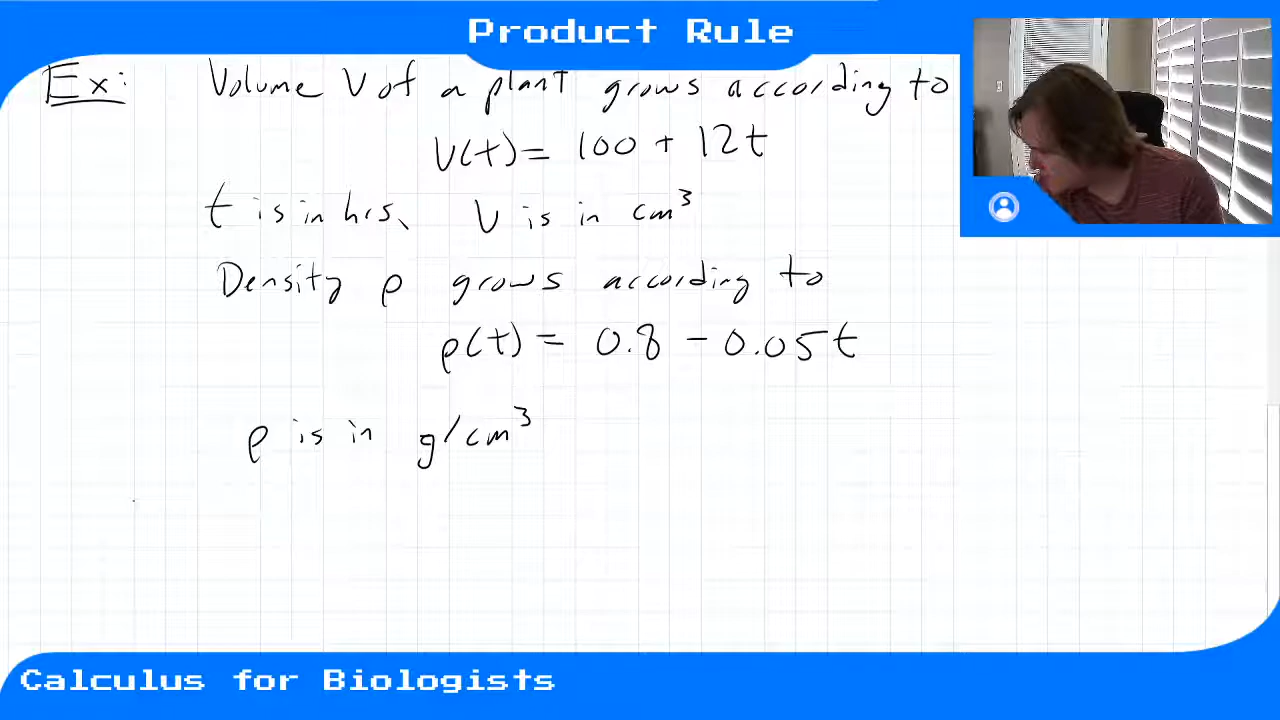 Product Rule
Ex: Volume V of a plant grows according to
V(t) = 100 + 12t
t is in hrs, V is in cm³
Density ρ grows according to
ρ(t) = 0.8 - 0.05t
ρ is in g/cm³
Calculus for Biologists